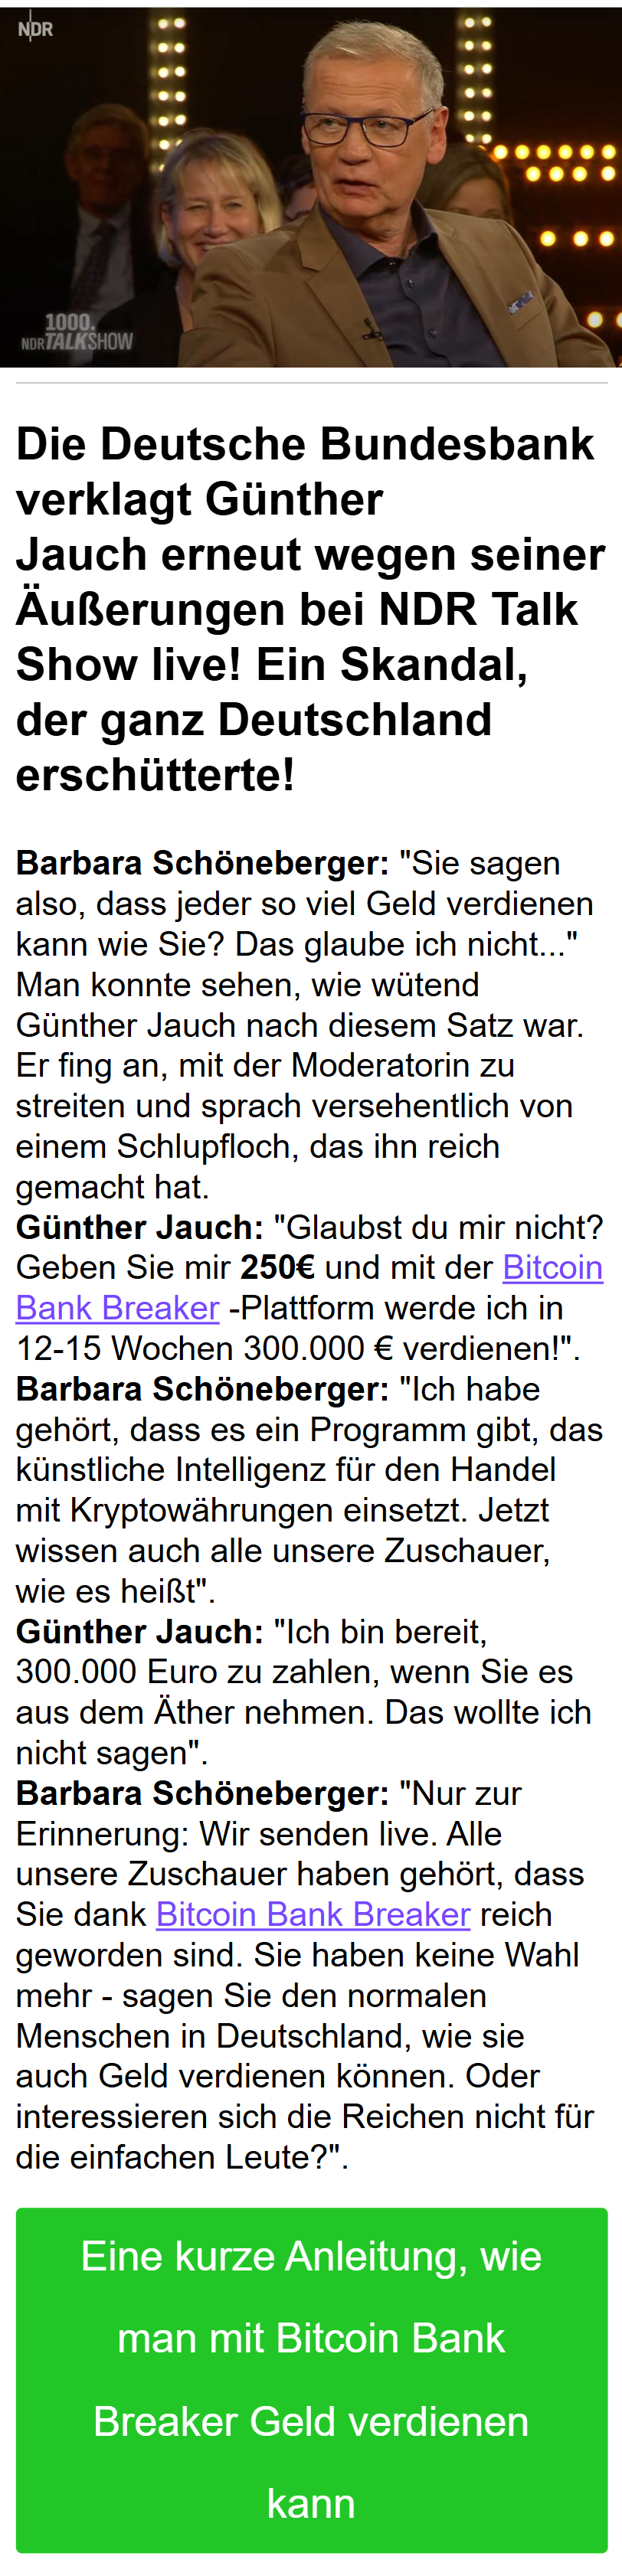 NDR
1000.
NDR TALKSHOW
Die Deutsche Bundesbank
verklagt Günther
Jauch erneut wegen seiner
Äußerungen bei NDR Talk
Show live! Ein Skandal,
der ganz Deutschland
erschütterte!
Barbara Schöneberger: "Sie sagen
also, dass jeder so viel Geld verdienen
kann wie Sie? Das glaube ich nicht..."
Man konnte sehen, wie wütend
Günther Jauch nach diesem Satz war.
Er fing an, mit der Moderatorin zu
streiten und sprach versehentlich von
einem Schlupfloch, das ihn reich
gemacht hat.
Günther Jauch: "Glaubst du mir nicht?
Geben Sie mir 250€ und mit der Bitcoin
Bank Breaker -Plattform werde ich in
12-15 Wochen 300.000 € verdienen!".
Barbara Schöneberger: "Ich habe
gehört, dass es ein Programm gibt, das
künstliche Intelligenz für den Handel
mit Kryptowährungen einsetzt. Jetzt
wissen auch alle unsere Zuschauer,
wie es heißt".
Günther Jauch: "Ich bin bereit,
300.000 Euro zu zahlen, wenn Sie es
aus dem Äther nehmen. Das wollte ich
nicht sagen".
Barbara Schöneberger: "Nur zur
Erinnerung: Wir senden live. Alle
unsere Zuschauer haben gehört, dass
Sie dank Bitcoin Bank Breaker reich
geworden sind. Sie haben keine Wahl
mehr - sagen Sie den normalen
Menschen in Deutschland, wie sie
auch Geld verdienen können. Oder
interessieren sich die Reichen nicht für
die einfachen Leute?".
Eine kurze Anleitung, wie
man mit Bitcoin Bank
Breaker Geld verdienen
kann